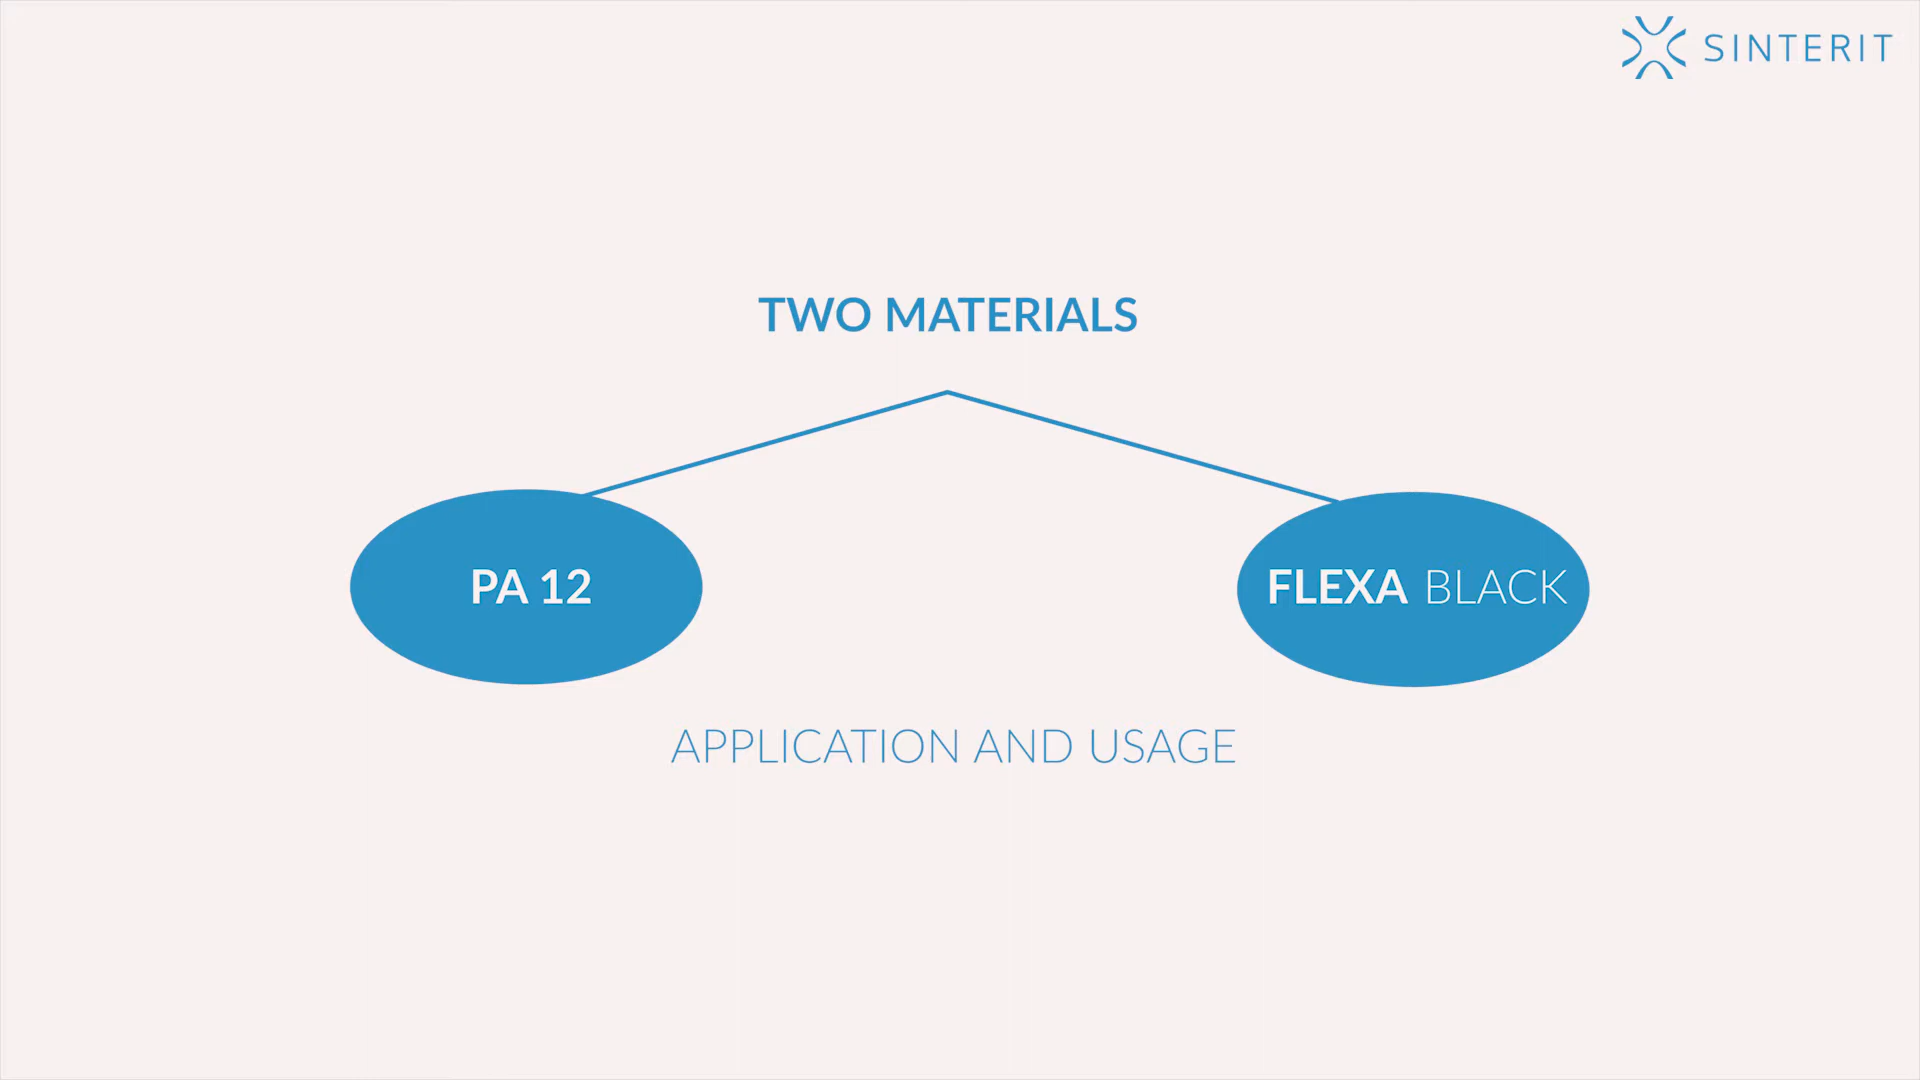 SINTERIT
TWO MATERIALS
PA 12
FLEXA BLACK
APPLICATION AND USAGE